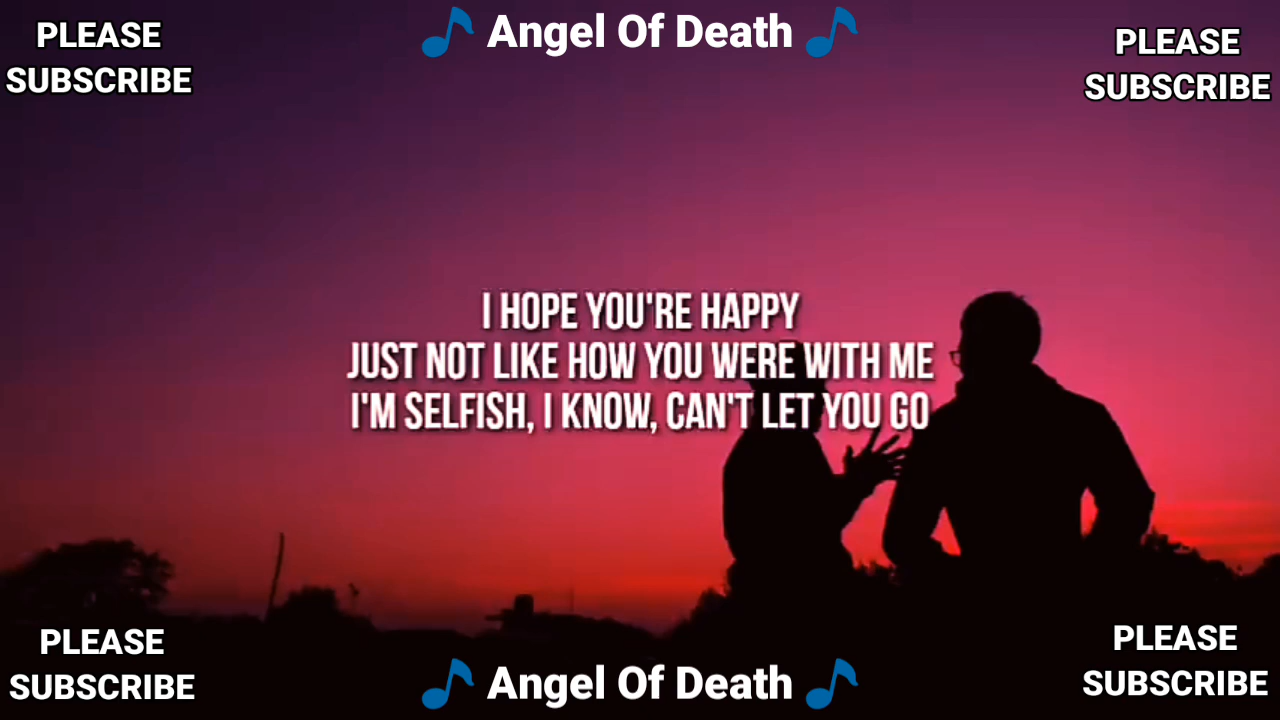 PLEASE
SUBSCRIBE
Angel Of Death
PLEASE
SUBSCRIBE
I HOPE YOU'RE HAPPY
JUST NOT LIKE HOW YOU WERE WITH ME
I'M SELFISH, I KNOW, CAN'T LET YOU GO
PLEASE
SUBSCRIBE
Angel Of Death
PLEASE
SUBSCRIBE